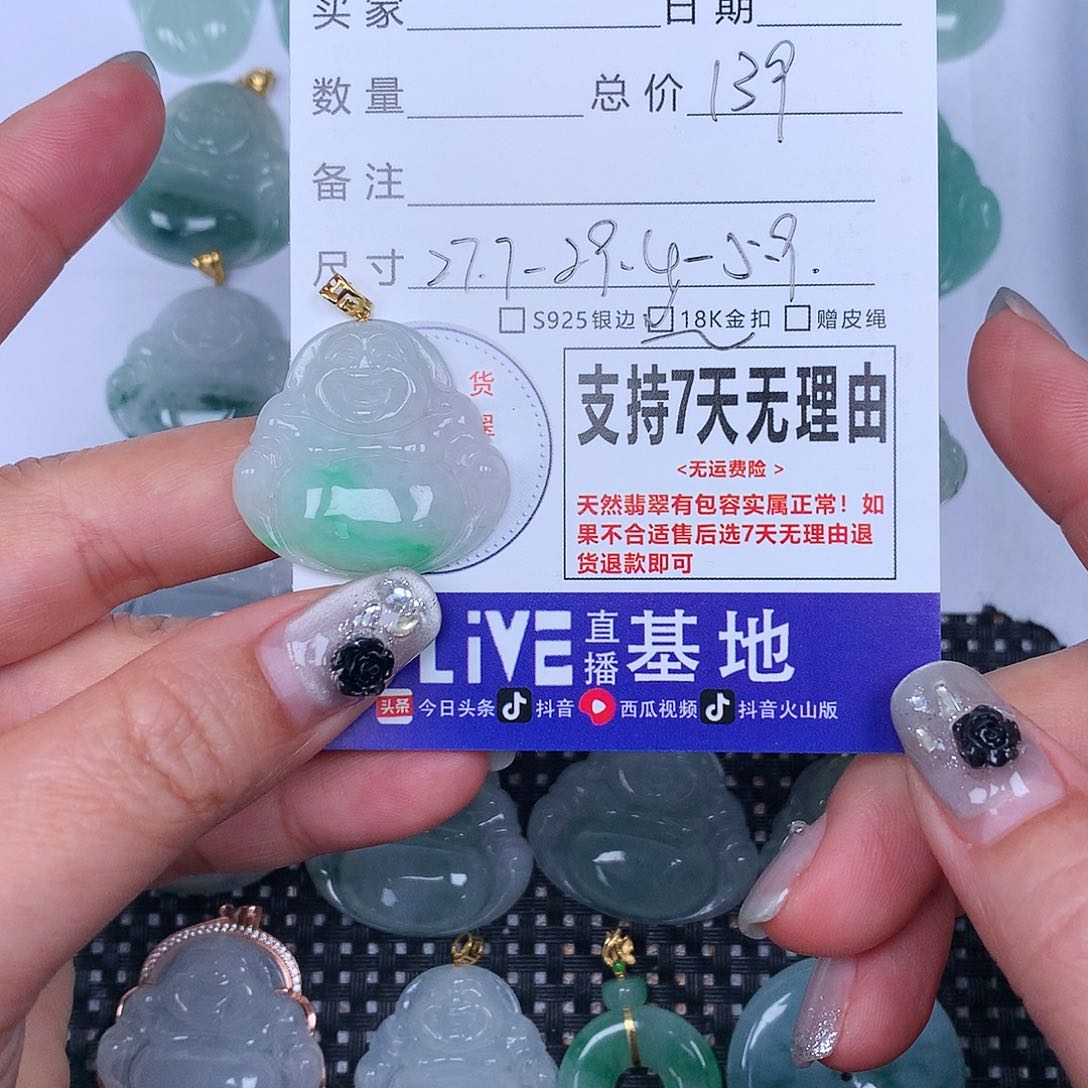 买家 日期
数量 总价 139
备注
尺寸 27.7-29.4-5.9.
S925银边 18K金扣 赠皮绳
货
翠
支持7天无理由
<无运费险 >
天然翡翠有包容实属正常！如
果不合适售后选7天无理由退
货退款即可
LiVE 直播 基地
头条 今日头条 抖音 西瓜视频 抖音火山版